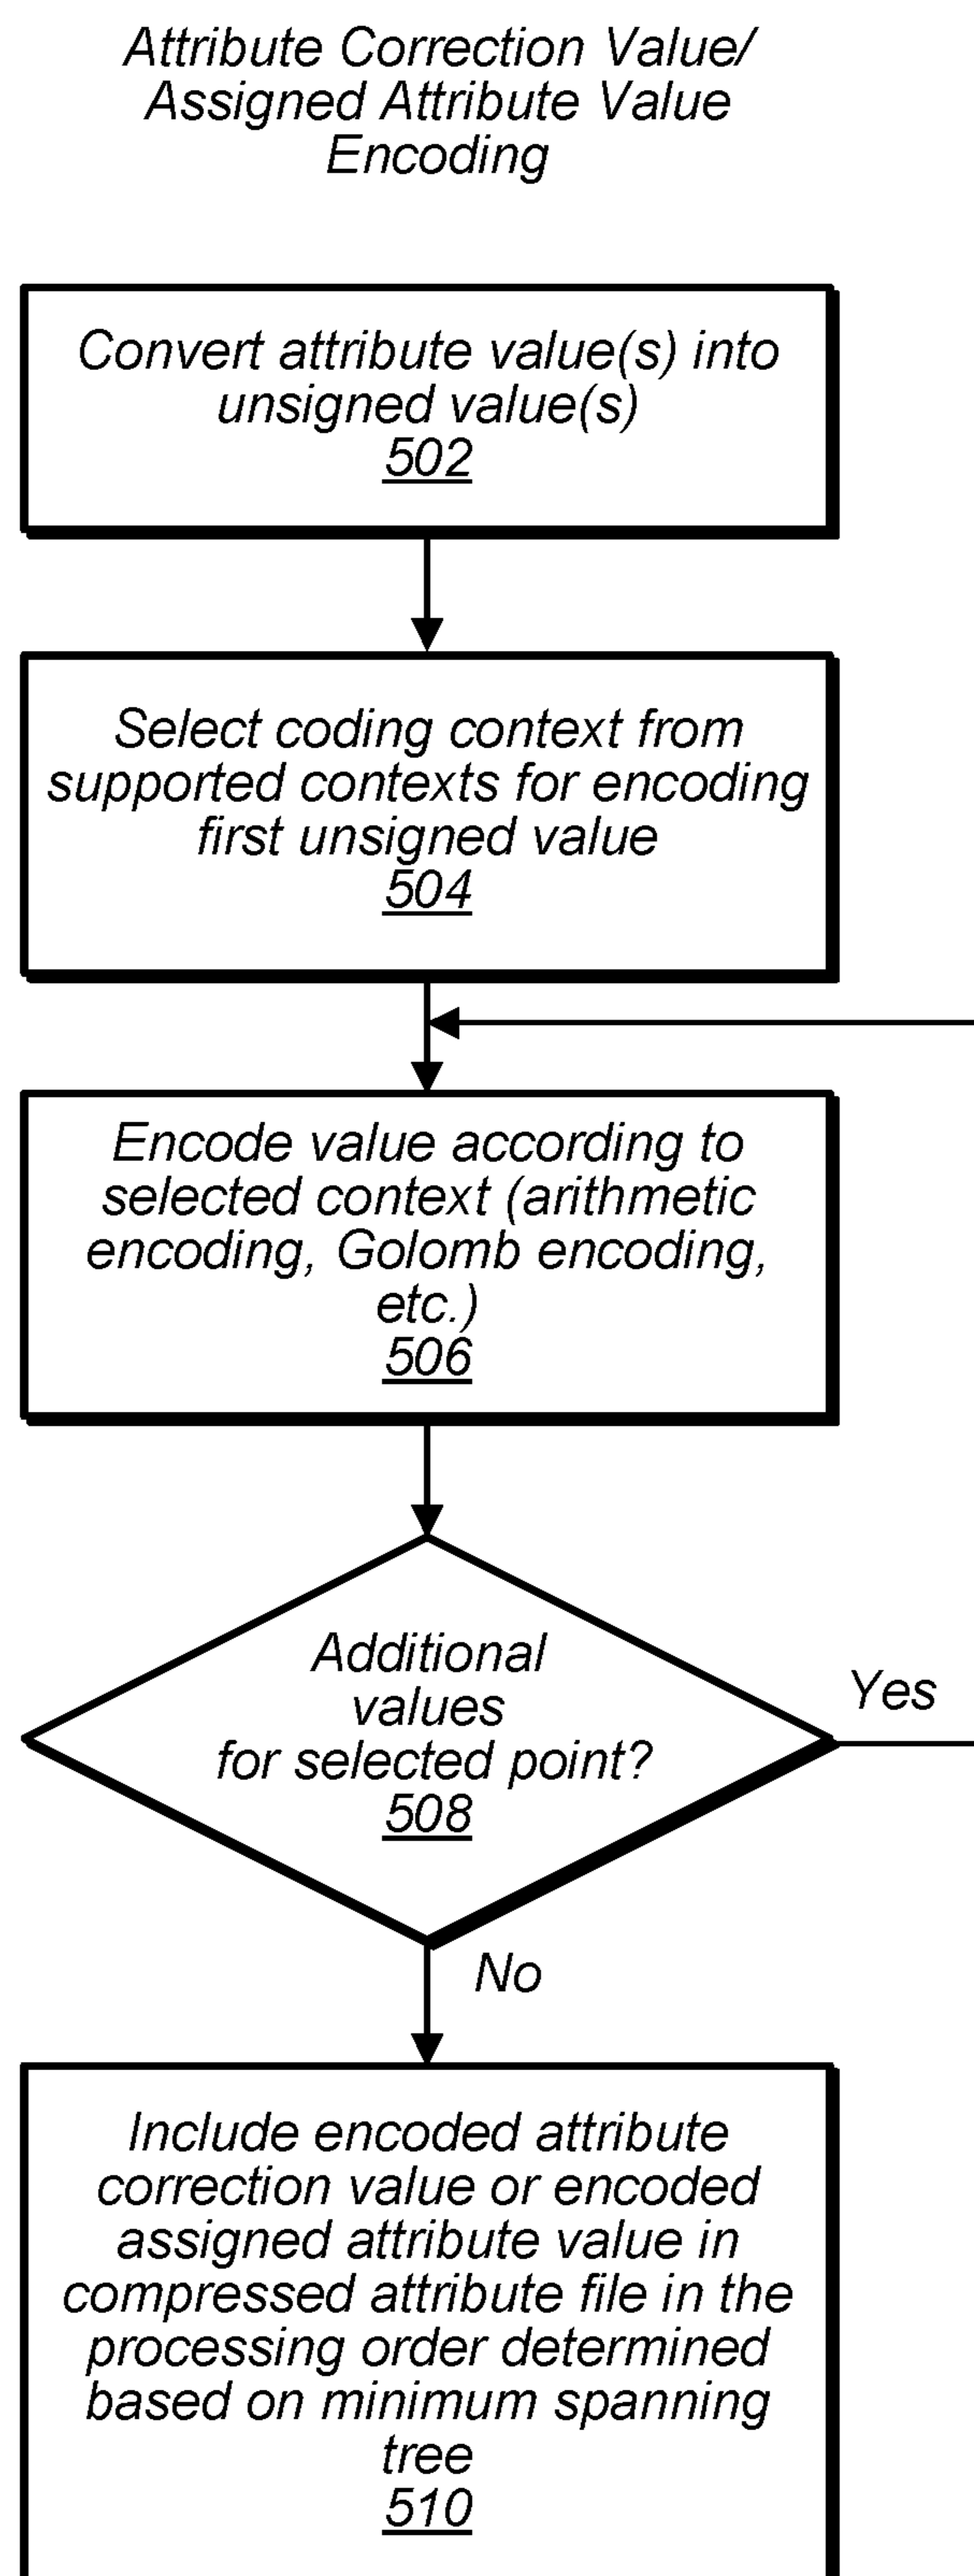 Attribute Correction Value/
Assigned Attribute Value
Encoding
Convert attribute value(s) into
unsigned value(s)
502
Select coding context from
supported contexts for encoding
first unsigned value
504
Encode value according to
selected context (arithmetic
encoding, Golomb encoding,
etc.)
506
Additional
values
for selected point?
508
Yes
No
Include encoded attribute
correction value or encoded
assigned attribute value in
compressed attribute file in the
processing order determined
based on minimum spanning
tree
510